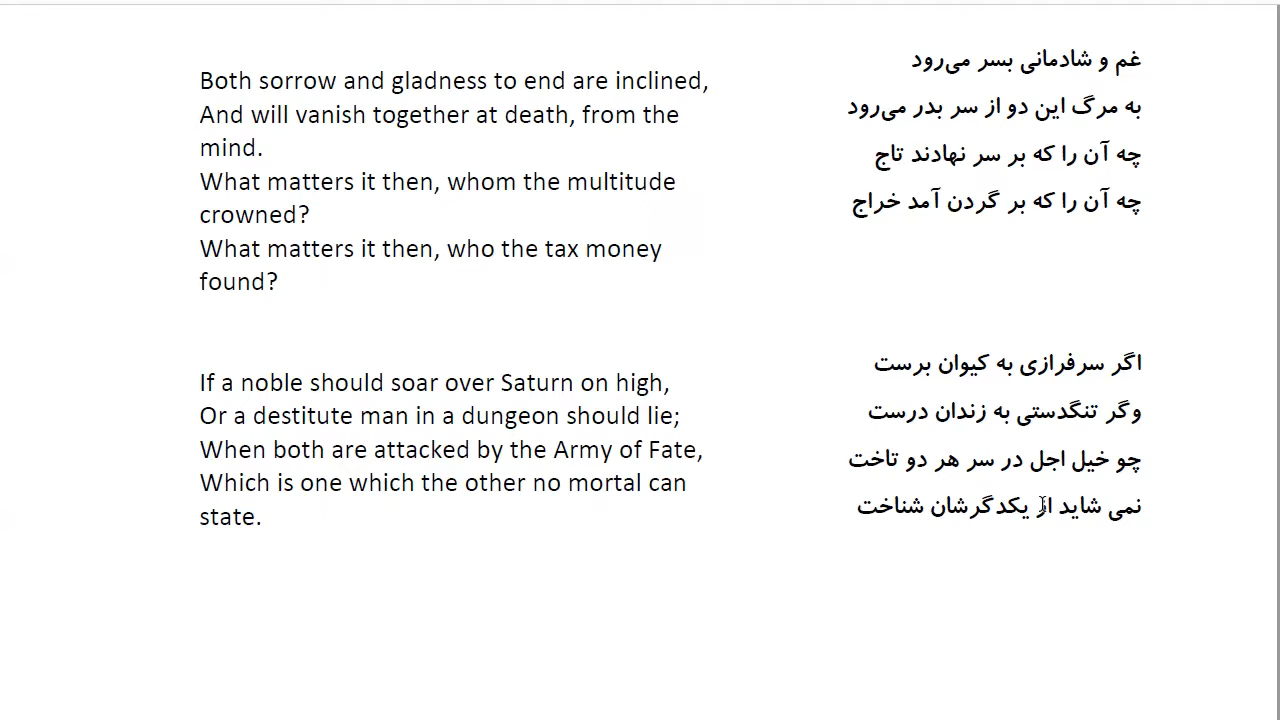 Both sorrow and gladness to end are inclined,
And will vanish together at death, from the
mind.
What matters it then, whom the multitude
crowned?
What matters it then, who the tax money
found?
If a noble should soar over Saturn on high,
Or a destitute man in a dungeon should lie;
When both are attacked by the Army of Fate,
Which is one which the other no mortal can
state.
غم و شادمانی بسر می‌رود
به مرگ این دو از سر بدر می‌رود
چه آن را که بر سر نهادند تاج
چه آن را که بر گردن آمد خراج
اگر سرفرازی به کیوان برست
وگر تنگدستی به زندان درست
چو خیل اجل در سر هر دو تاخت
نمی شاید از یکدگرشان شناخت